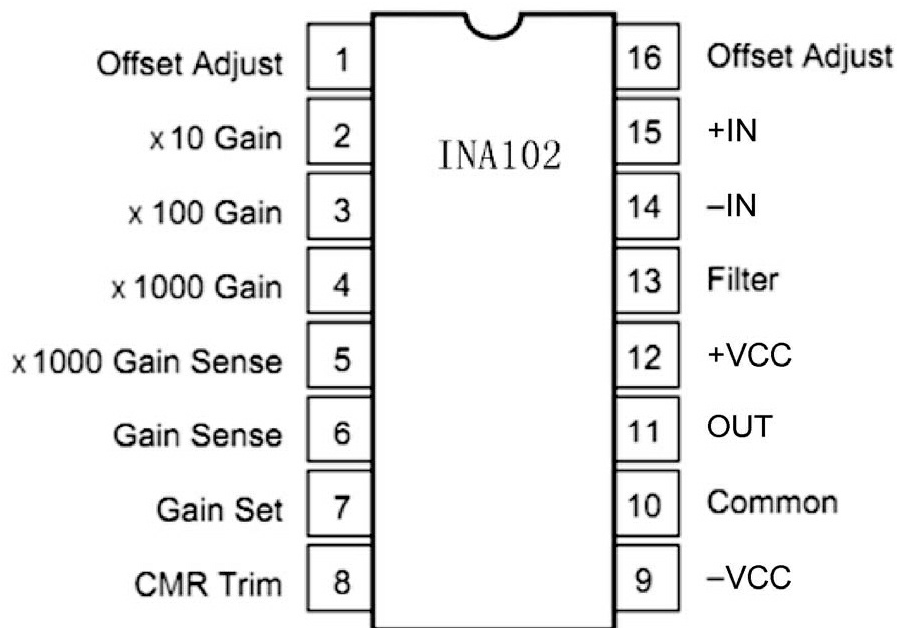 Offset Adjust 1 16 Offset Adjust
x10 Gain 2 15 +IN
INA102
x 100 Gain 3 14 –IN
x 1000 Gain 4 13 Filter
x1000 Gain Sense 5 12 +VCC
Gain Sense 6 11 OUT
Gain Set 7 10 Common
CMR Trim 8 9 –VCC